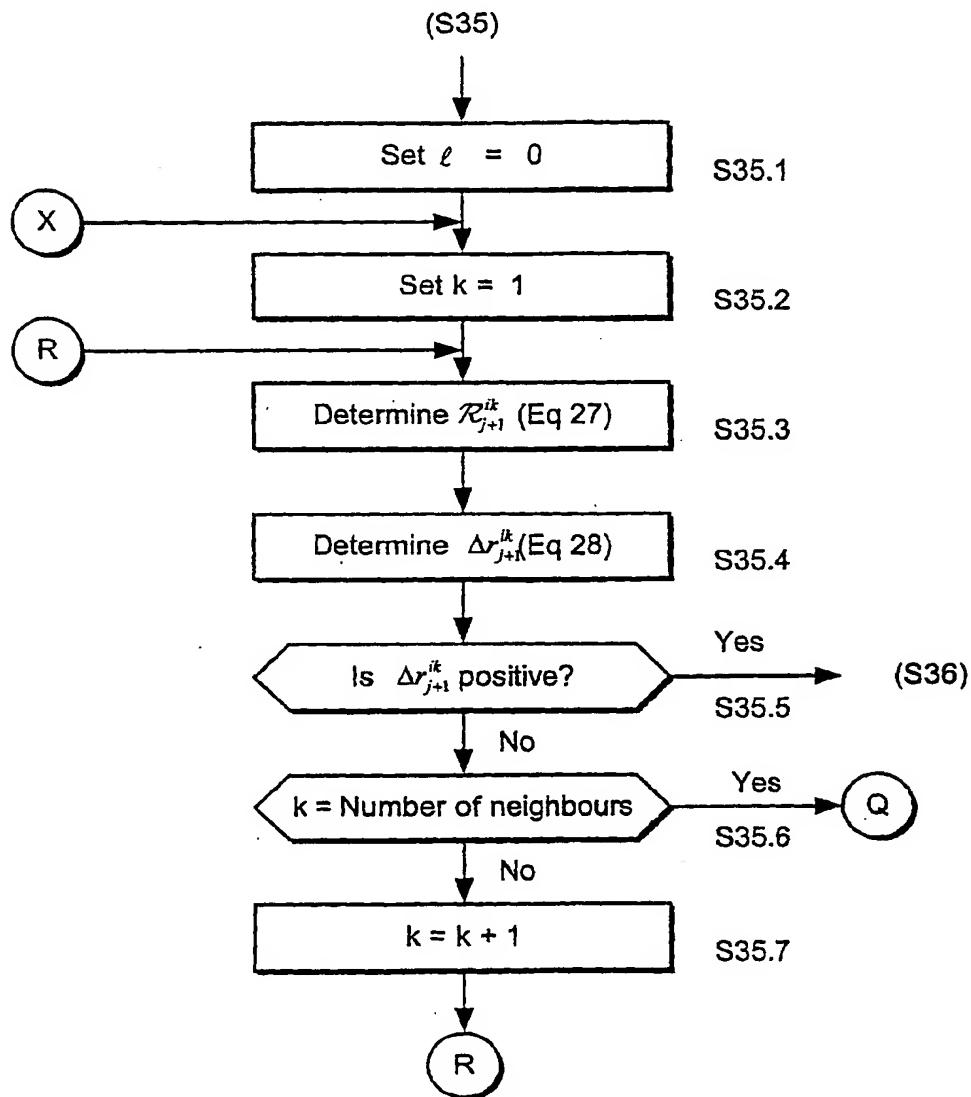 (S35)
Set ℓ = 0
S35.1
X
Set k = 1
S35.2
R
Determine ℛ^{ik}_{j+1} (Eq 27)
S35.3
Determine Δr^{ik}_{j+1}(Eq 28)
S35.4
Is Δr^{ik}_{j+1} positive?
Yes
(S36)
S35.5
No
k = Number of neighbours
Yes
Q
S35.6
No
k = k + 1
S35.7
R